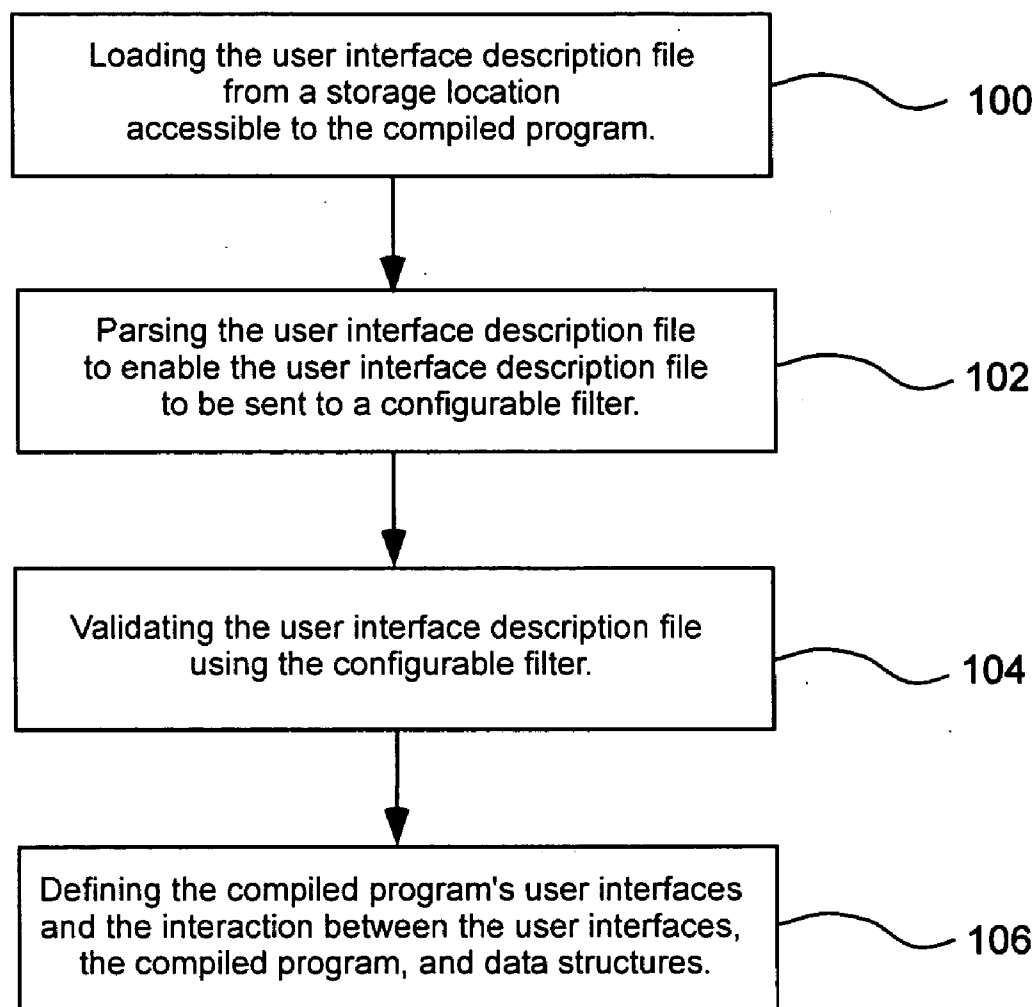 Loading the user interface description file
from a storage location
accessible to the compiled program.
100
Parsing the user interface description file
to enable the user interface description file
to be sent to a configurable filter.
102
Validating the user interface description file
using the configurable filter.
104
Defining the compiled program's user interfaces
and the interaction between the user interfaces,
the compiled program, and data structures.
106